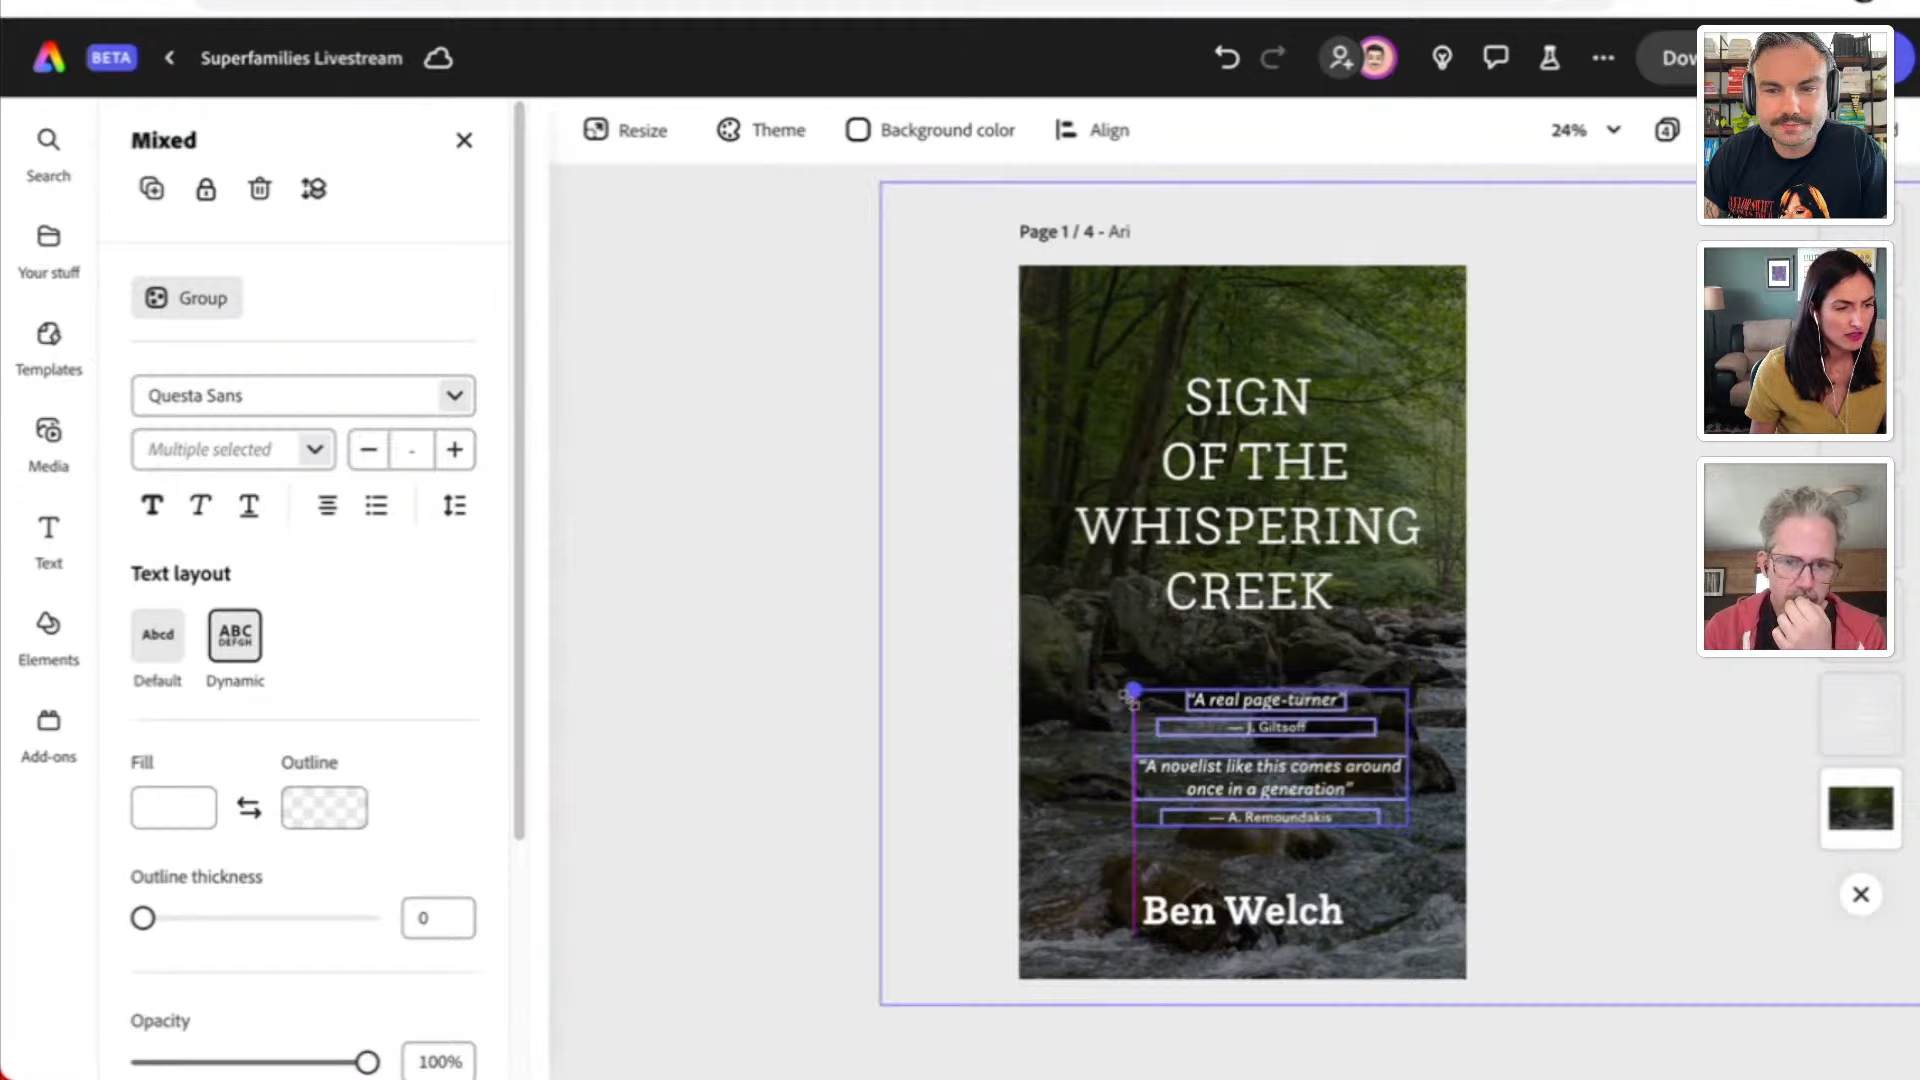 BETA
Superfamilies Livestream
Search
Your stuff
Templates
Media
Text
Elements
Add-ons
Mixed
Group
Questa Sans
Multiple selected
-
Text layout
Abcd
ABC
DEFGH
Default
Dynamic
Fill
Outline
Outline thickness
0
Opacity
100%
Resize
Theme
Background color
Align
24%
4
Page 1 / 4 - Ari
SIGN
OF THE
WHISPERING
CREEK
“A real page-turner”
— J. Giltsoff
“A novelist like this comes around
once in a generation”
— A. Remoundakis
Ben Welch